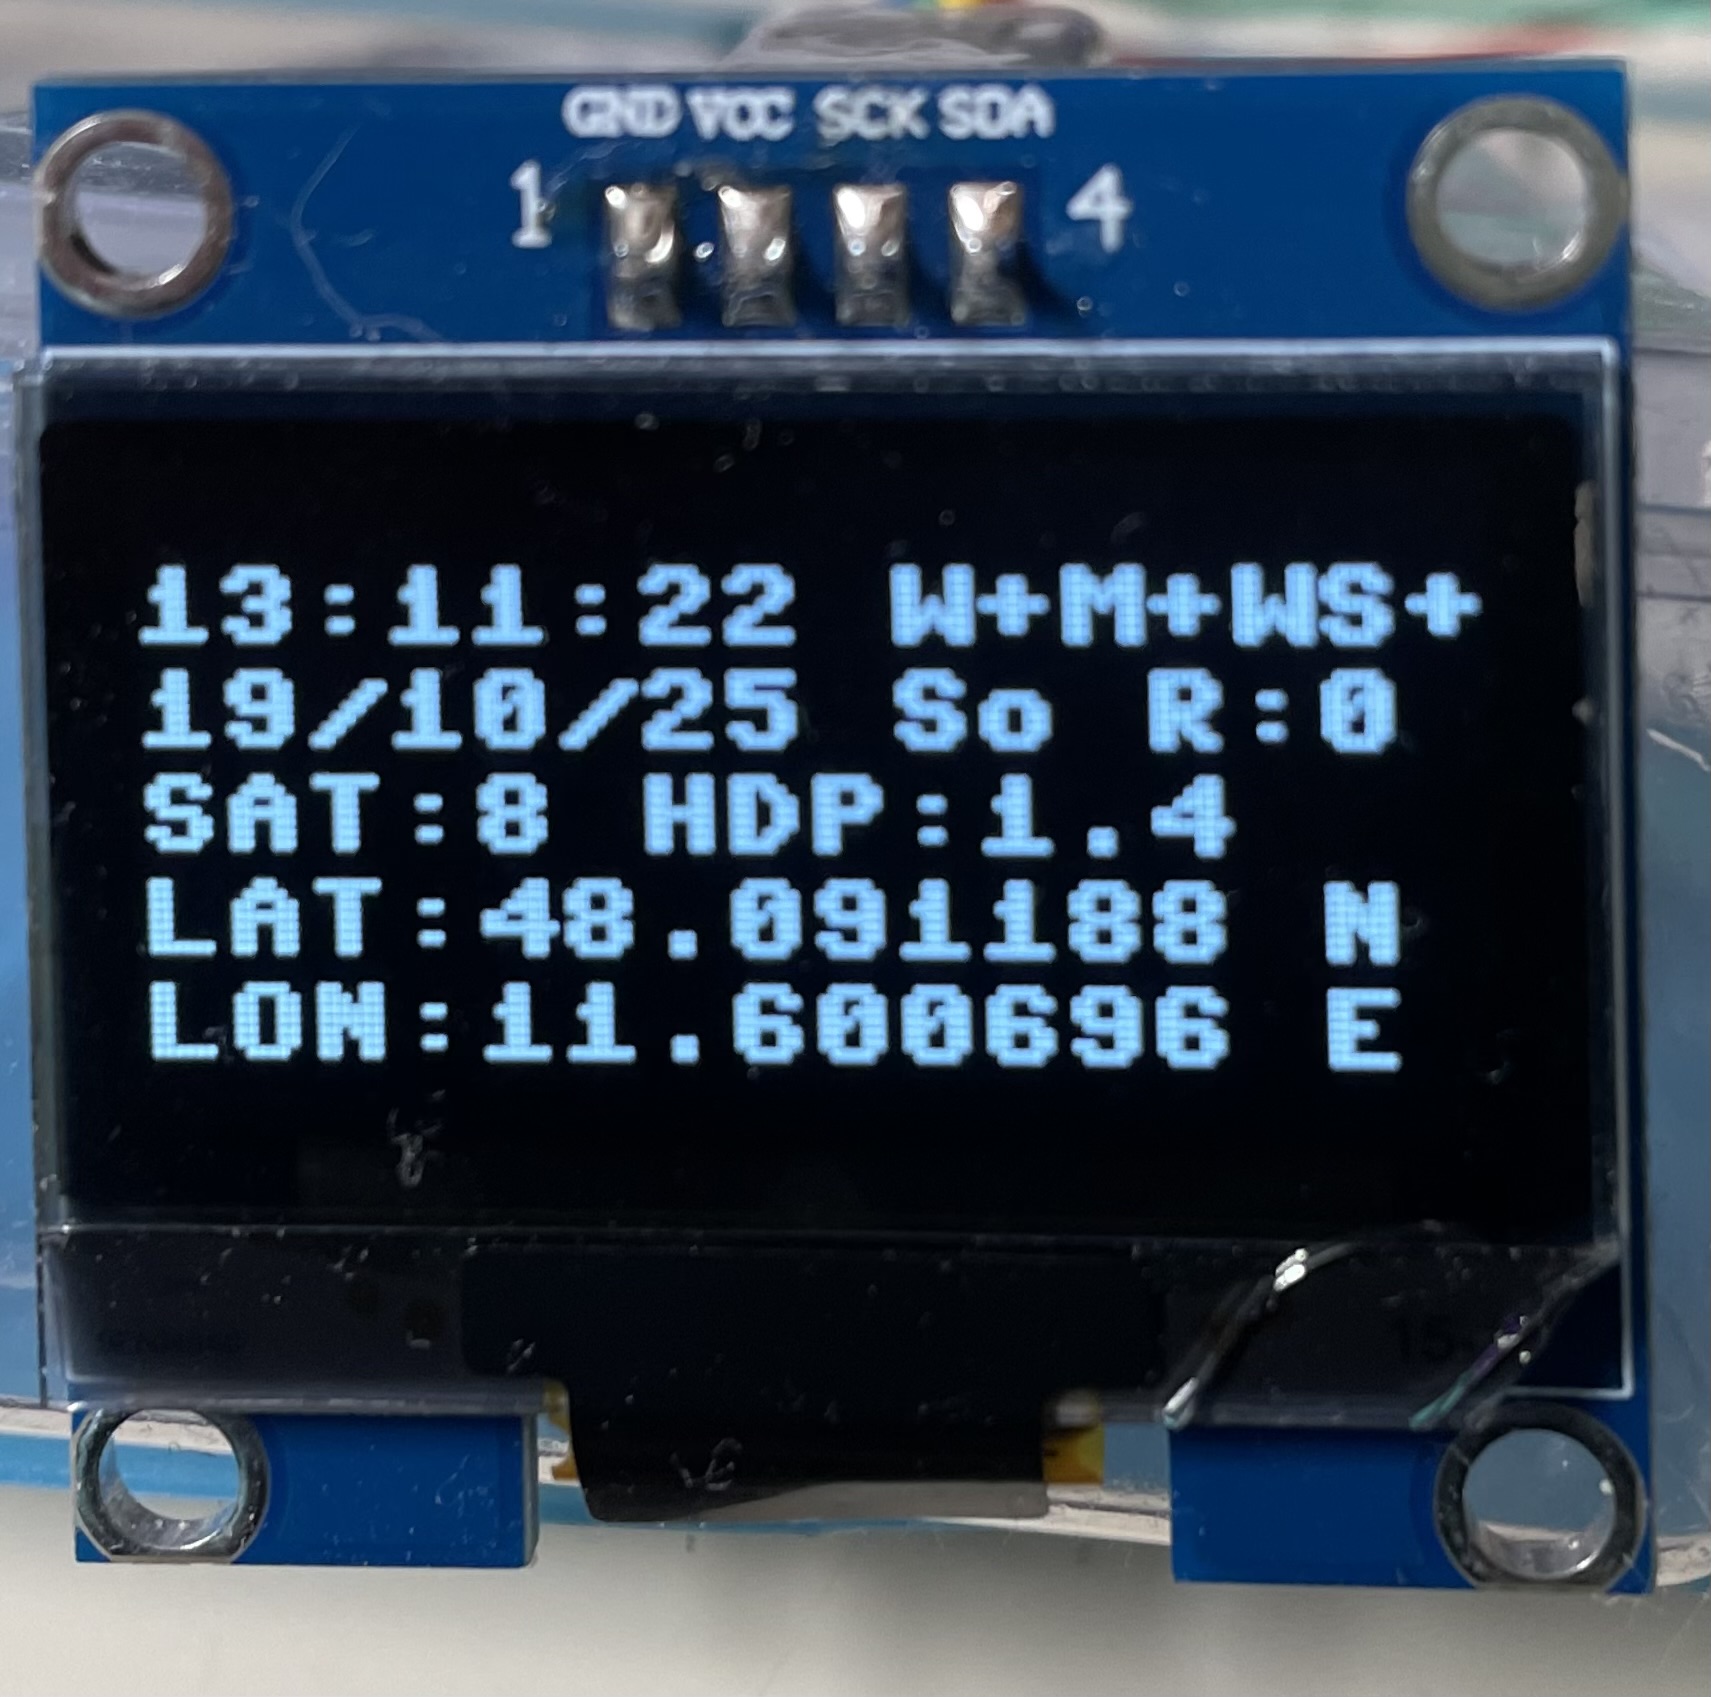 GND VCC SCK SDA
1 4
13:11:22 W+M+WS+
19/10/25 So R:0
SAT:8 HDP:1.4
LAT:48.091188 N
LON:11.600696 E